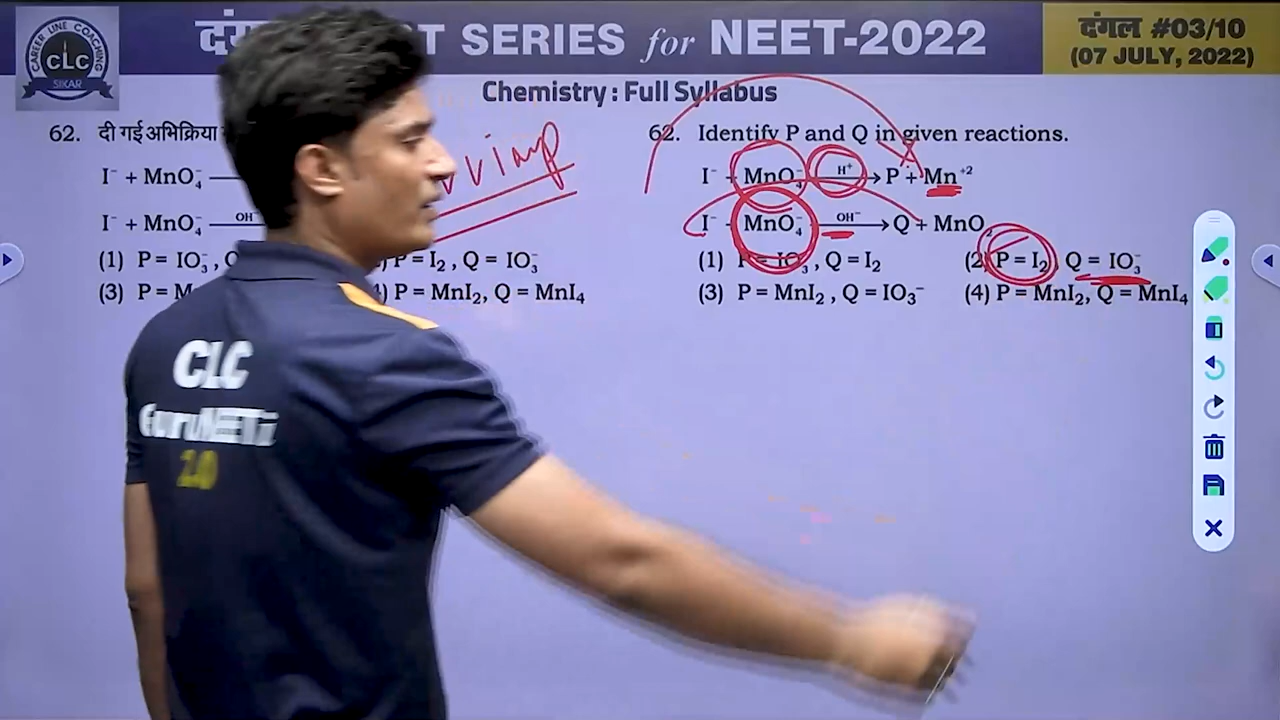 CAREER LINE COACHING
CLC
SIKAR
SERIES for NEET-2022
दंगल #03/10
(07 JULY, 2022)
Chemistry : Full Syllabus
62. दी गई अभिक्रिया
I⁻ + MnO₄⁻
I⁻ + MnO₄⁻ OH⁻
(1) P = IO₃⁻, Q
P = I₂ , Q = IO₃⁻
(3) P = M
P = MnI₂, Q = MnI₄
v v imp
62. Identify P and Q in given reactions.
I⁻ + MnO₄⁻ H⁺ → P + Mn⁺²
I⁻ + MnO₄⁻ OH⁻ → Q + MnO₂
(1) P = IO₃⁻ , Q = I₂
(2) P = I₂, Q = IO₃⁻
(3) P = MnI₂ , Q = IO₃⁻
(4) P = MnI₂, Q = MnI₄
CLC
2.0